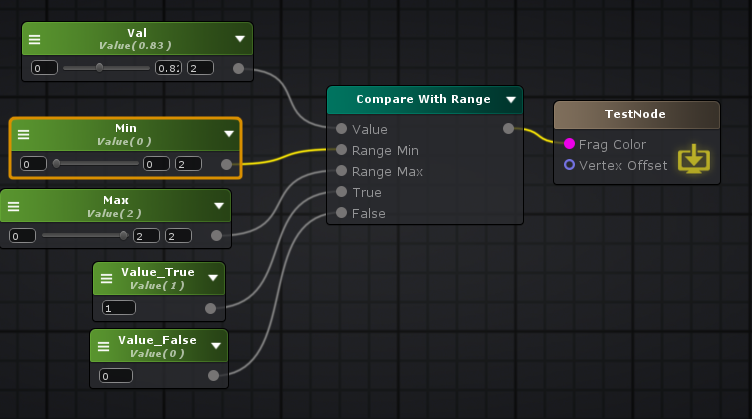 Val
Value( 0.83 )
0 0.83 2
Min
Value( 0 )
0 0 2
Max
Value( 2 )
0 2 2
Value_True
Value( 1 )
1
Value_False
Value( 0 )
0
Compare With Range
Value
Range Min
Range Max
True
False
TestNode
Frag Color
Vertex Offset